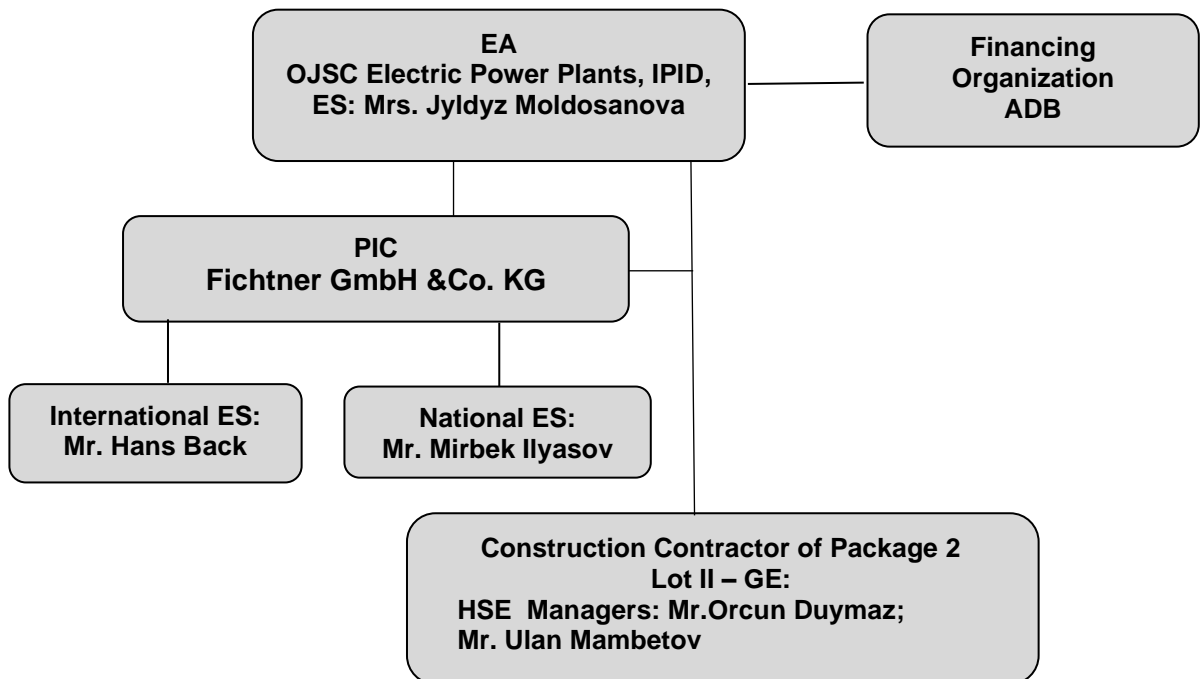 EA
OJSC Electric Power Plants, IPID,
ES: Mrs. Jyldyz Moldosanova
Financing
Organization
ADB
PIC
Fichtner GmbH &Co. KG
International ES:
Mr. Hans Back
National ES:
Mr. Mirbek Ilyasov
Construction Contractor of Package 2
Lot II – GE:
HSE Managers: Mr.Orcun Duymaz;
Mr. Ulan Mambetov